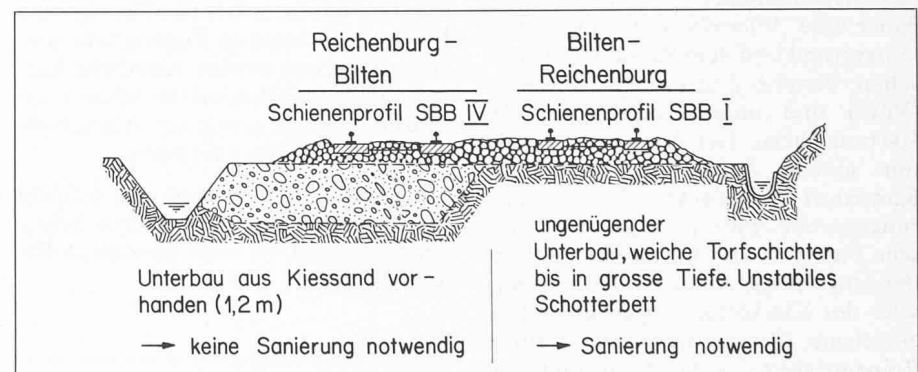 Reichenburg-
Bilten
Schienenprofil SBB IV
Unterbau aus Kiessand vor-
handen (1,2 m)
→ keine Sanierung notwendig
Bilten-
Reichenburg
Schienenprofil SBB I
ungenügender
Unterbau, weiche Torfschichten
bis in grosse Tiefe Unstabiles
Schotterbett
→ Sanierung notwendig